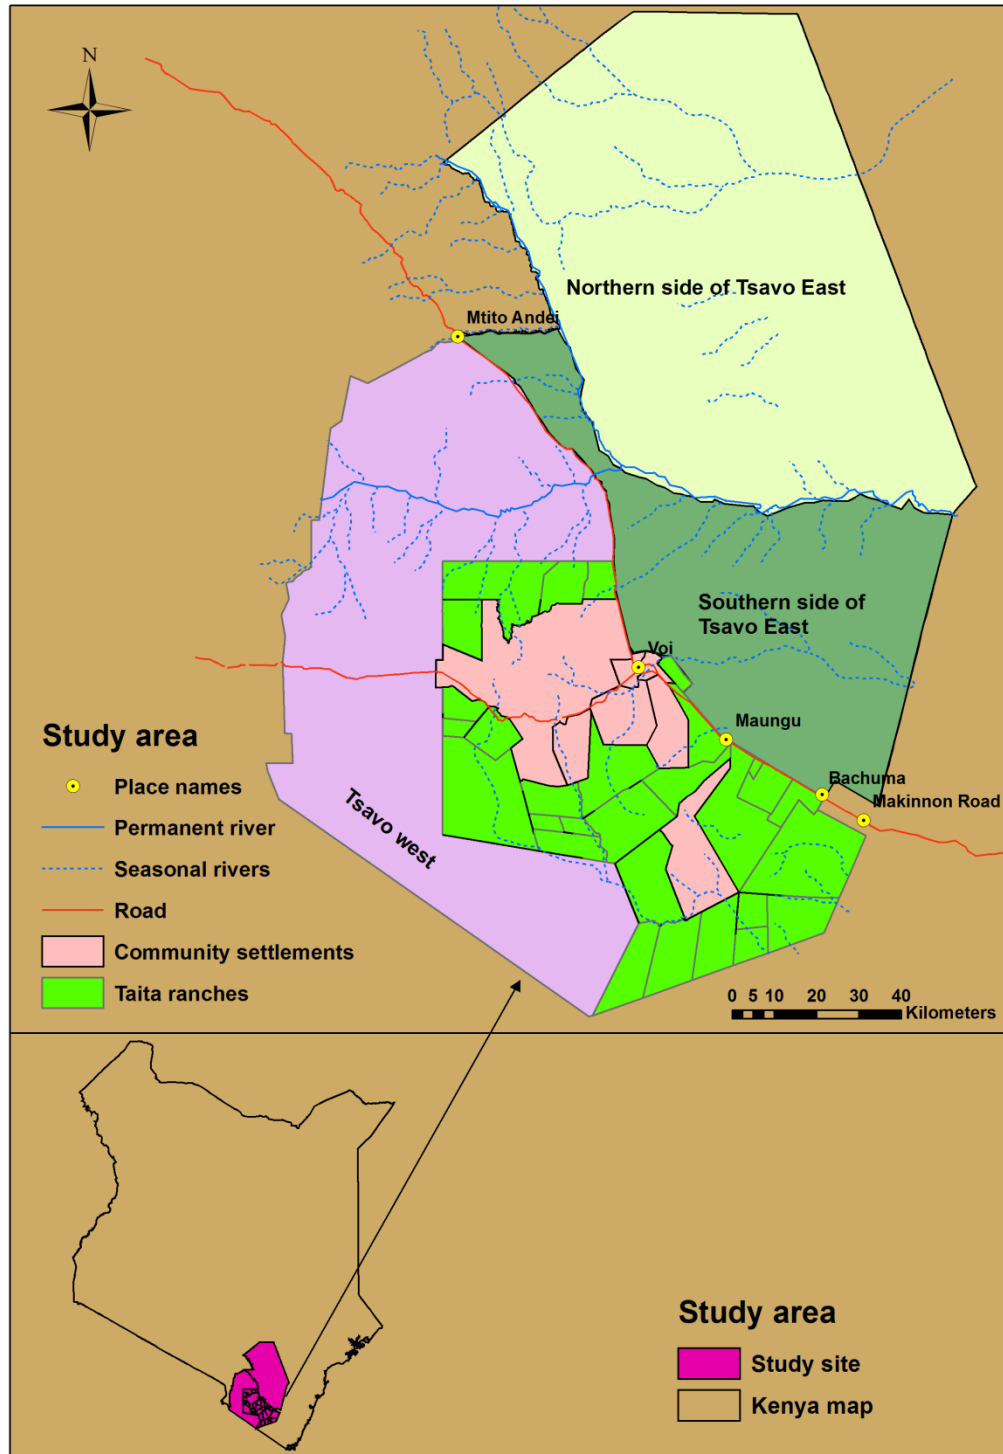 N
Northern side of Tsavo East
Mtito Andei
Southern side of
Tsavo East
Voi
Maungu
Bachuma
Makinnon Road
Tsavo west
Study area
Place names
Permanent river
Seasonal rivers
Road
Community settlements
Taita ranches
0 5 10 20 30 40
Kilometers
Study area
Study site
Kenya map